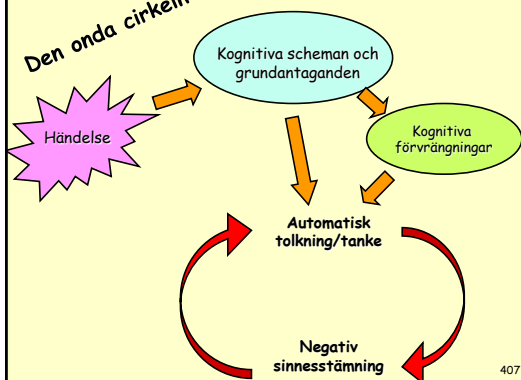 Den onda cirkeln
Kognitiva scheman och
grundantaganden
Händelse
Kognitiva
förvrängningar
Automatisk
tolkning/tanke
Negativ
sinnesstämning
407